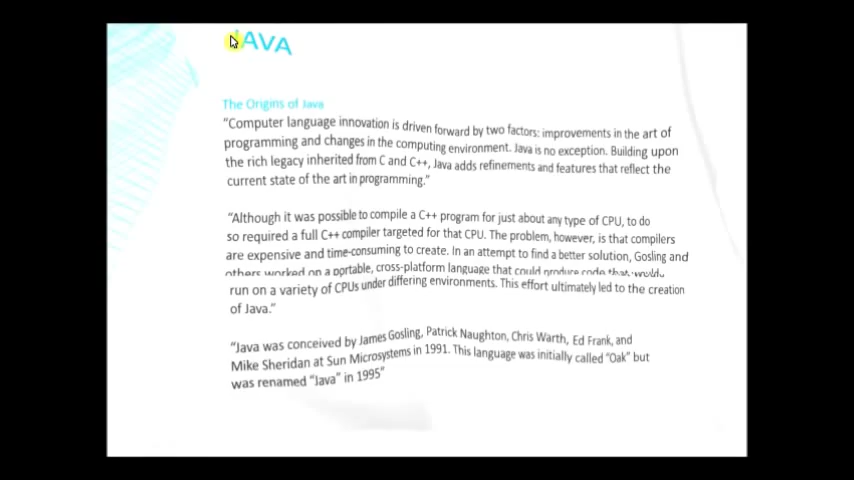 JAVA
The Origins of Java
“Computer language innovation is driven forward by two factors: improvements in the art of
programming and changes in the computing environment. Java is no exception. Building upon
the rich legacy inherited from C and C++, Java adds refinements and features that reflect the
current state of the art in programming.”
“Although it was possible to compile a C++ program for just about any type of CPU, to do
so required a full C++ compiler targeted for that CPU. The problem, however, is that compilers
are expensive and time-consuming to create. In an attempt to find a better solution, Gosling and
others worked on a portable, cross-platform language that could produce code that would
run on a variety of CPUs under differing environments. This effort ultimately led to the creation
of Java.”
“Java was conceived by James Gosling, Patrick Naughton, Chris Warth, Ed Frank, and
Mike Sheridan at Sun Microsystems in 1991. This language was initially called “Oak” but
was renamed “Java” in 1995”